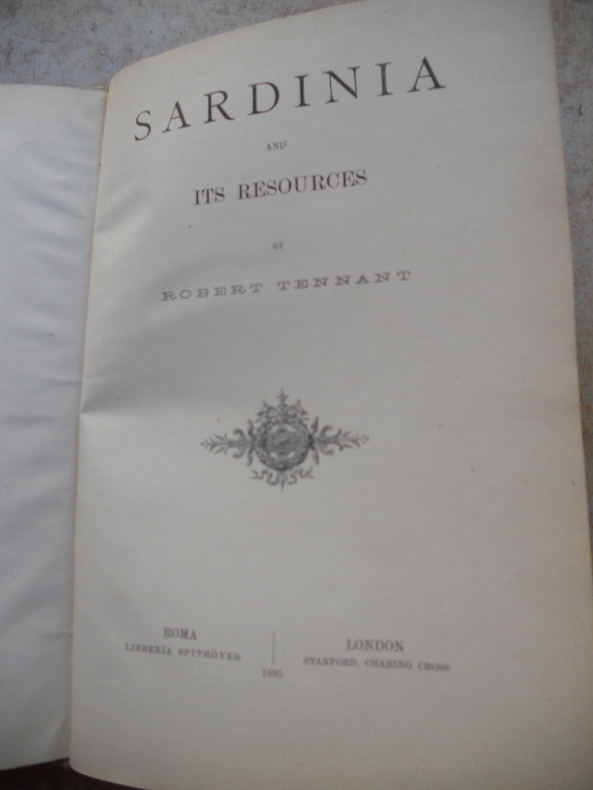 SARDINIA
AND
ITS RESOURCES
BY
ROBERT TENNANT
ROMA
LIBRERIA SPITHÖVER
LONDON
STANFORD, CHARING CROSS
1885